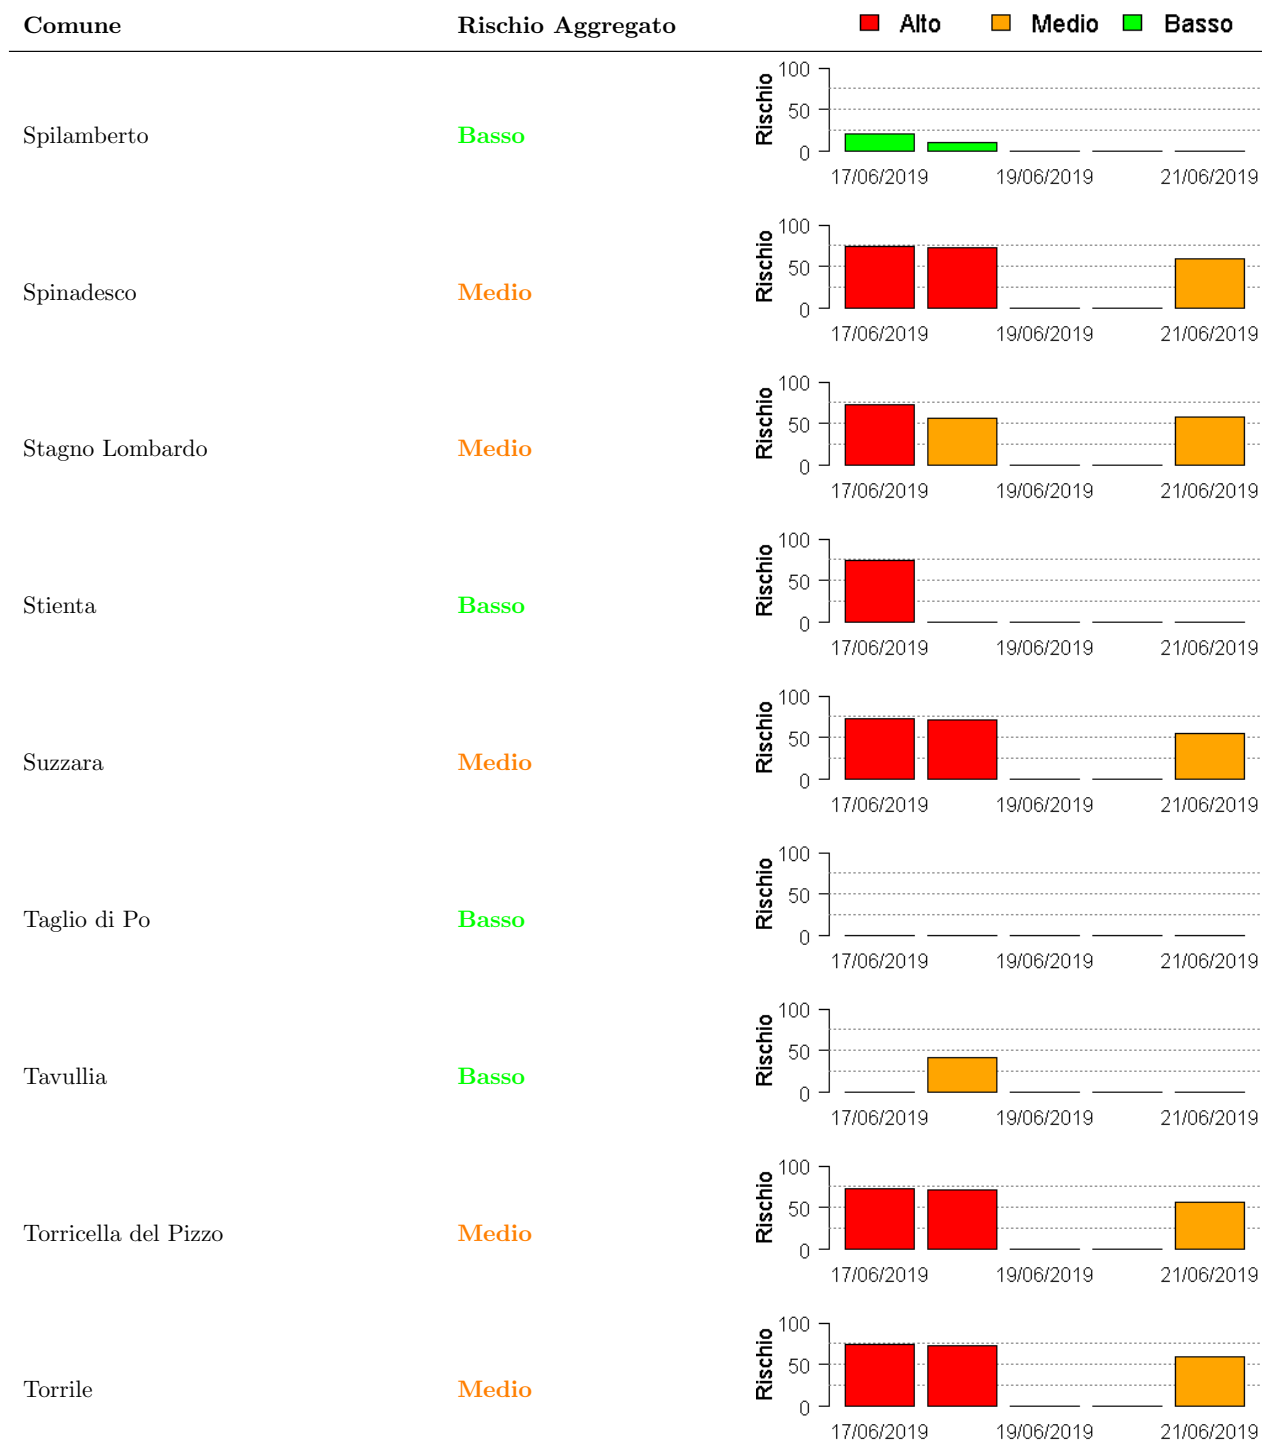 Comune Rischio Aggregato Alto Medio Basso
100
50
0
Rischio
Spilamberto Basso
17/06/2019 19/06/2019 21/06/2019
100
50
0
Rischio
Spinadesco Medio
17/06/2019 19/06/2019 21/06/2019
100
50
0
Rischio
Stagno Lombardo Medio
17/06/2019 19/06/2019 21/06/2019
100
50
0
Rischio
Stienta Basso
17/06/2019 19/06/2019 21/06/2019
100
50
0
Rischio
Suzzara Medio
17/06/2019 19/06/2019 21/06/2019
100
50
0
Rischio
Taglio di Po Basso
17/06/2019 19/06/2019 21/06/2019
100
50
0
Rischio
Tavullia Basso
17/06/2019 19/06/2019 21/06/2019
100
50
0
Rischio
Torricella del Pizzo Medio
17/06/2019 19/06/2019 21/06/2019
100
50
0
Rischio
Torrile Medio
17/06/2019 19/06/2019 21/06/2019